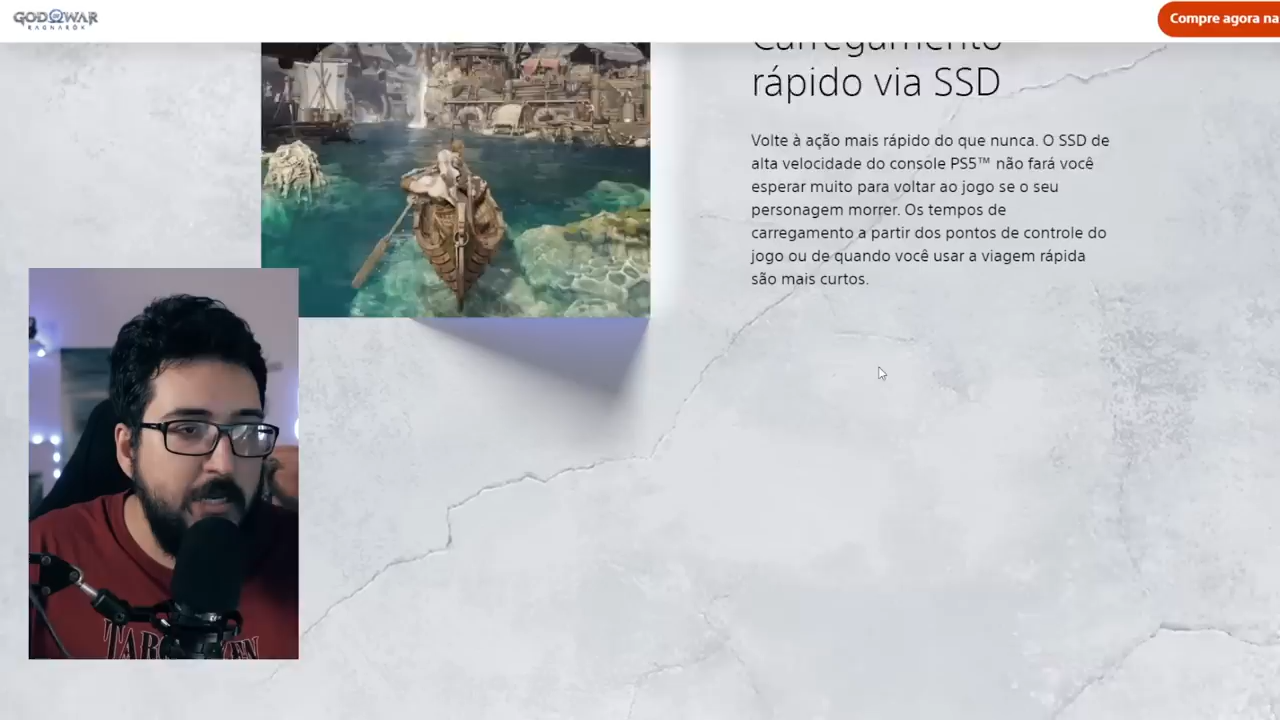 GOD WAR
RAGNARÖK
Compre agora na
Carregamento
rápido via SSD
Volte à ação mais rápido do que nunca. O SSD de
alta velocidade do console PS5™ não fará você
esperar muito para voltar ao jogo se o seu
personagem morrer. Os tempos de
carregamento a partir dos pontos de controle do
jogo ou de quando você usar a viagem rápida
são mais curtos.